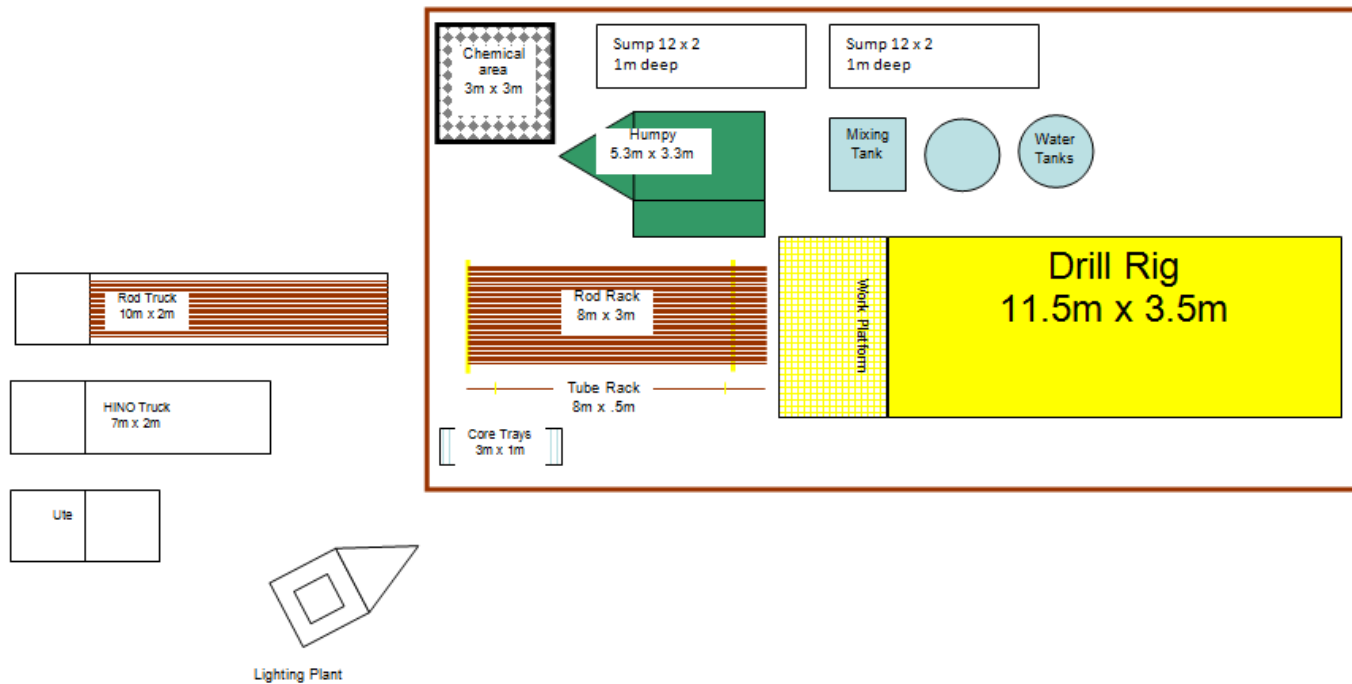 Chemical
area
3m x 3m
Sump 12 x 2
1m deep
Sump 12 x 2
1m deep
Humpy
5.3m x 3.3m
Mixing
Tank
Water
Tanks
Rod Truck
10m x 2m
Rod Rack
8m x 3m
Work Platform
Drill Rig
11.5m x 3.5m
Tube Rack
8m x .5m
HINO Truck
7m x 2m
Core Trays
3m x 1m
Ute
Lighting Plant